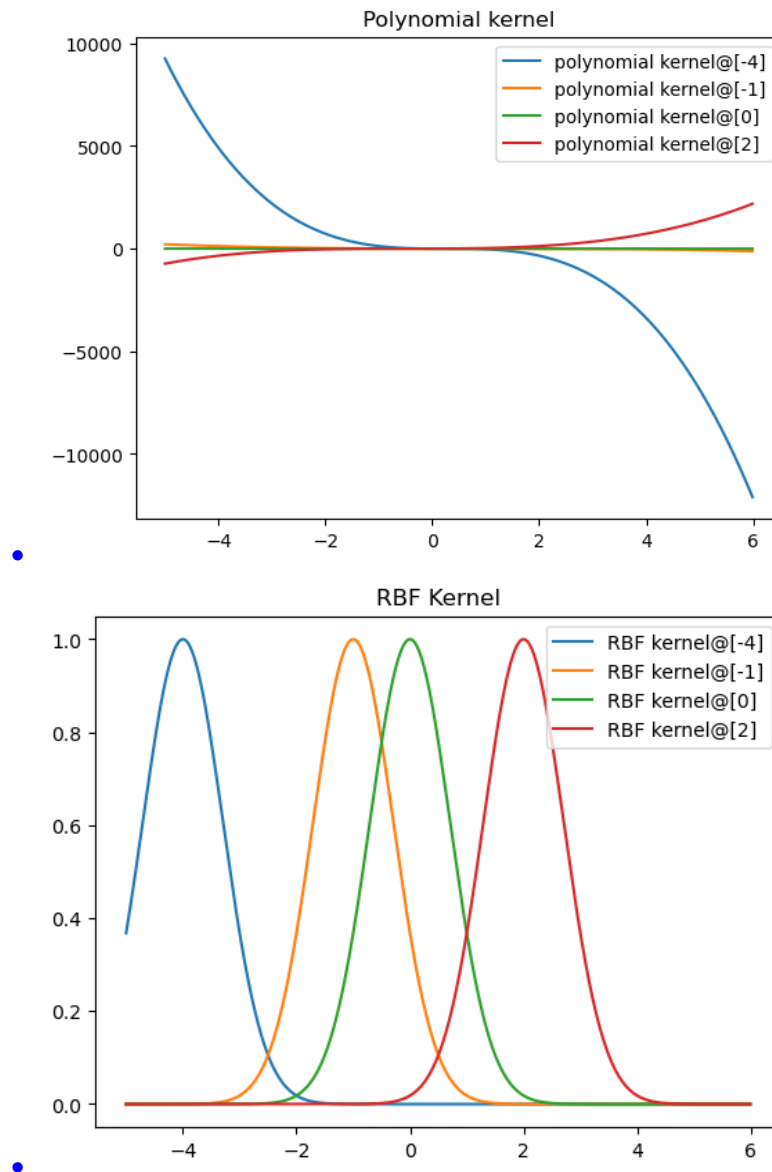 Polynomial kernel
10000
5000
0
−5000
−10000
polynomial kernel@[-4]
polynomial kernel@[-1]
polynomial kernel@[0]
polynomial kernel@[2]
−4 −2 0 2 4 6
RBF Kernel
1.0
0.8
0.6
0.4
0.2
0.0
RBF kernel@[-4]
RBF kernel@[-1]
RBF kernel@[0]
RBF kernel@[2]
−4 −2 0 2 4 6